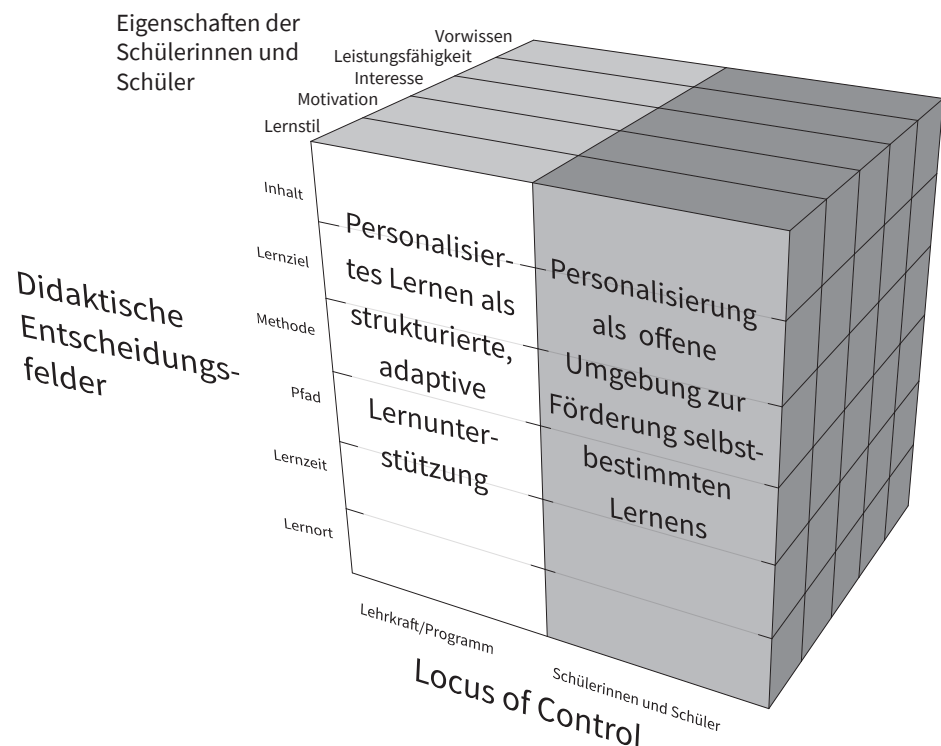 Eigenschaften der
Schülerinnen und
Schüler
Vorwissen
Leistungsfähigkeit
Interesse
Motivation
Lernstil
Inhalt
Lernziel
Methode
Pfad
Lernzeit
Lernort
Didaktische
Entscheidungs-
felder
Personalisier-
tes Lernen als
strukturierte,
adaptive
Lernunter-
stützung
Personalisierung
als offene
Umgebung zur
Förderung selbst-
bestimmten
Lernens
Lehrkraft/Programm
Schülerinnen und Schüler
Locus of Control